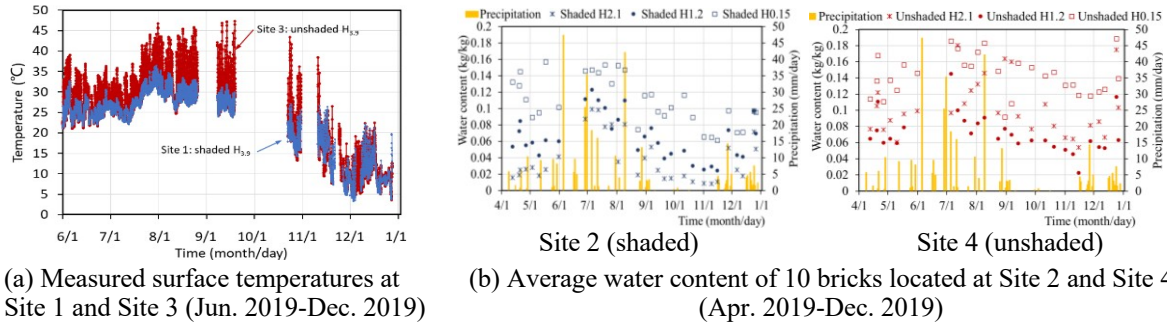 50
45
40
35
30
25
20
15
10
5
0
Temperature (℃)
Site 3: unshaded H3.9
Site 1: shaded H3.9
6/1 7/1 8/1 9/1 10/1 11/1 12/1 1/1
Time (month/day)
(a) Measured surface temperatures at
Site 1 and Site 3 (Jun. 2019-Dec. 2019)
Precipitation × Shaded H2.1 • Shaded H1.2 □ Shaded H0.15
0.2
0.18
0.16
0.14
0.12
0.1
0.08
0.06
0.04
0.02
0
Water content (kg/kg)
50
45
40
35
30
25
20
15
10
5
0
Precipitation (mm/day)
4/1 5/1 6/1 7/1 8/1 9/1 10/1 11/1 12/1 1/1
Time (month/day)
Site 2 (shaded)
Precipitation × Unshaded H2.1 • Unshaded H1.2 □ Unshaded H0.15
0.2
0.18
0.16
0.14
0.12
0.1
0.08
0.06
0.04
0.02
0
Water content (kg/kg)
50
45
40
35
30
25
20
15
10
5
0
Precipitation (mm/day)
4/1 5/1 6/1 7/1 8/1 9/1 10/1 11/1 12/1 1/1
Time (month/day)
Site 4 (unshaded)
(b) Average water content of 10 bricks located at Site 2 and Site 4
(Apr. 2019-Dec. 2019)